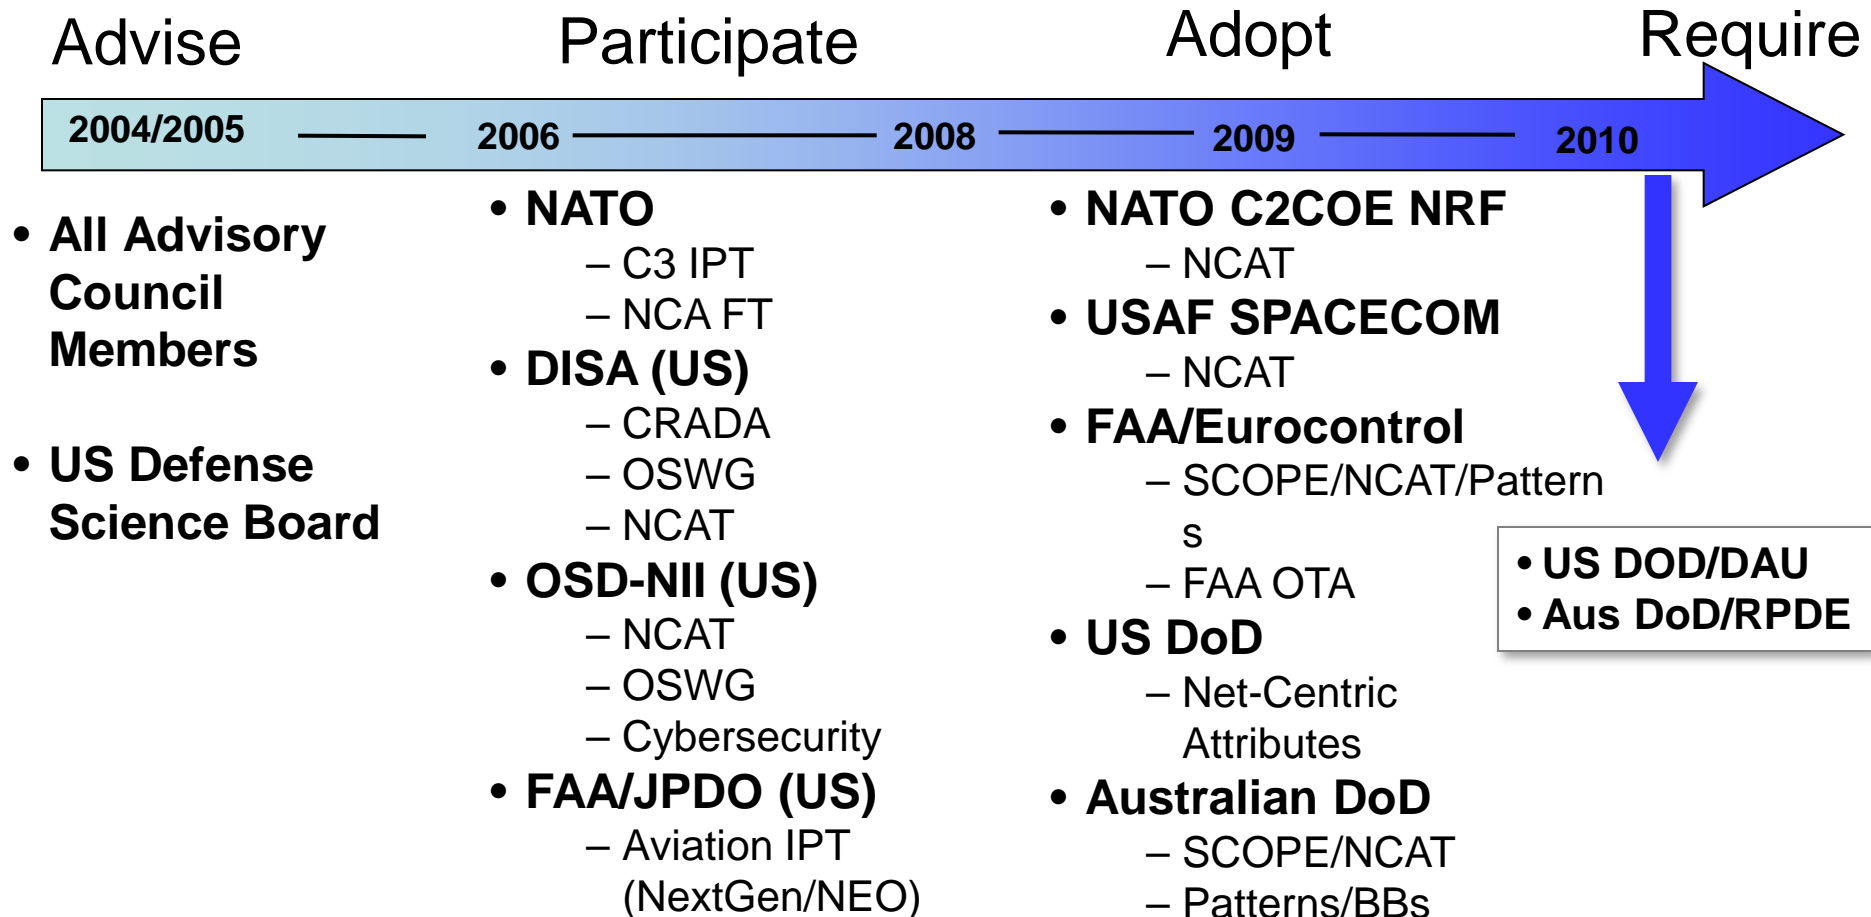 Advise
Participate
Adopt
Require
2004/2005
2006
2008
2009
2010
• All Advisory
Council
Members
• US Defense
Science Board
• NATO
– C3 IPT
– NCA FT
• DISA (US)
– CRADA
– OSWG
– NCAT
• OSD-NII (US)
– NCAT
– OSWG
– Cybersecurity
• FAA/JPDO (US)
– Aviation IPT
(NextGen/NEO)
• NATO C2COE NRF
– NCAT
• USAF SPACECOM
– NCAT
• FAA/Eurocontrol
– SCOPE/NCAT/Pattern
s
– FAA OTA
• US DoD
– Net-Centric
Attributes
• Australian DoD
– SCOPE/NCAT
– Patterns/BBs
• US DOD/DAU
• Aus DoD/RPDE